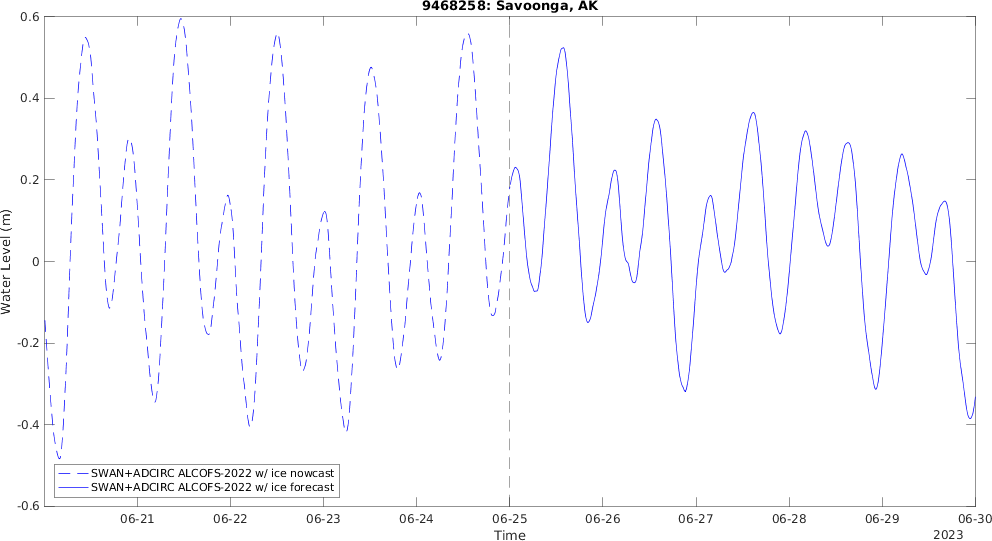 9468258: Savoonga, AK
0.6
0.4
0.2
0
-0.2
-0.4
-0.6
Water Level (m)
SWAN+ADCIRC ALCOFS-2022 w/ ice nowcast
SWAN+ADCIRC ALCOFS-2022 w/ ice forecast
06-21 06-22 06-23 06-24 06-25 06-26 06-27 06-28 06-29 06-30
Time
2023